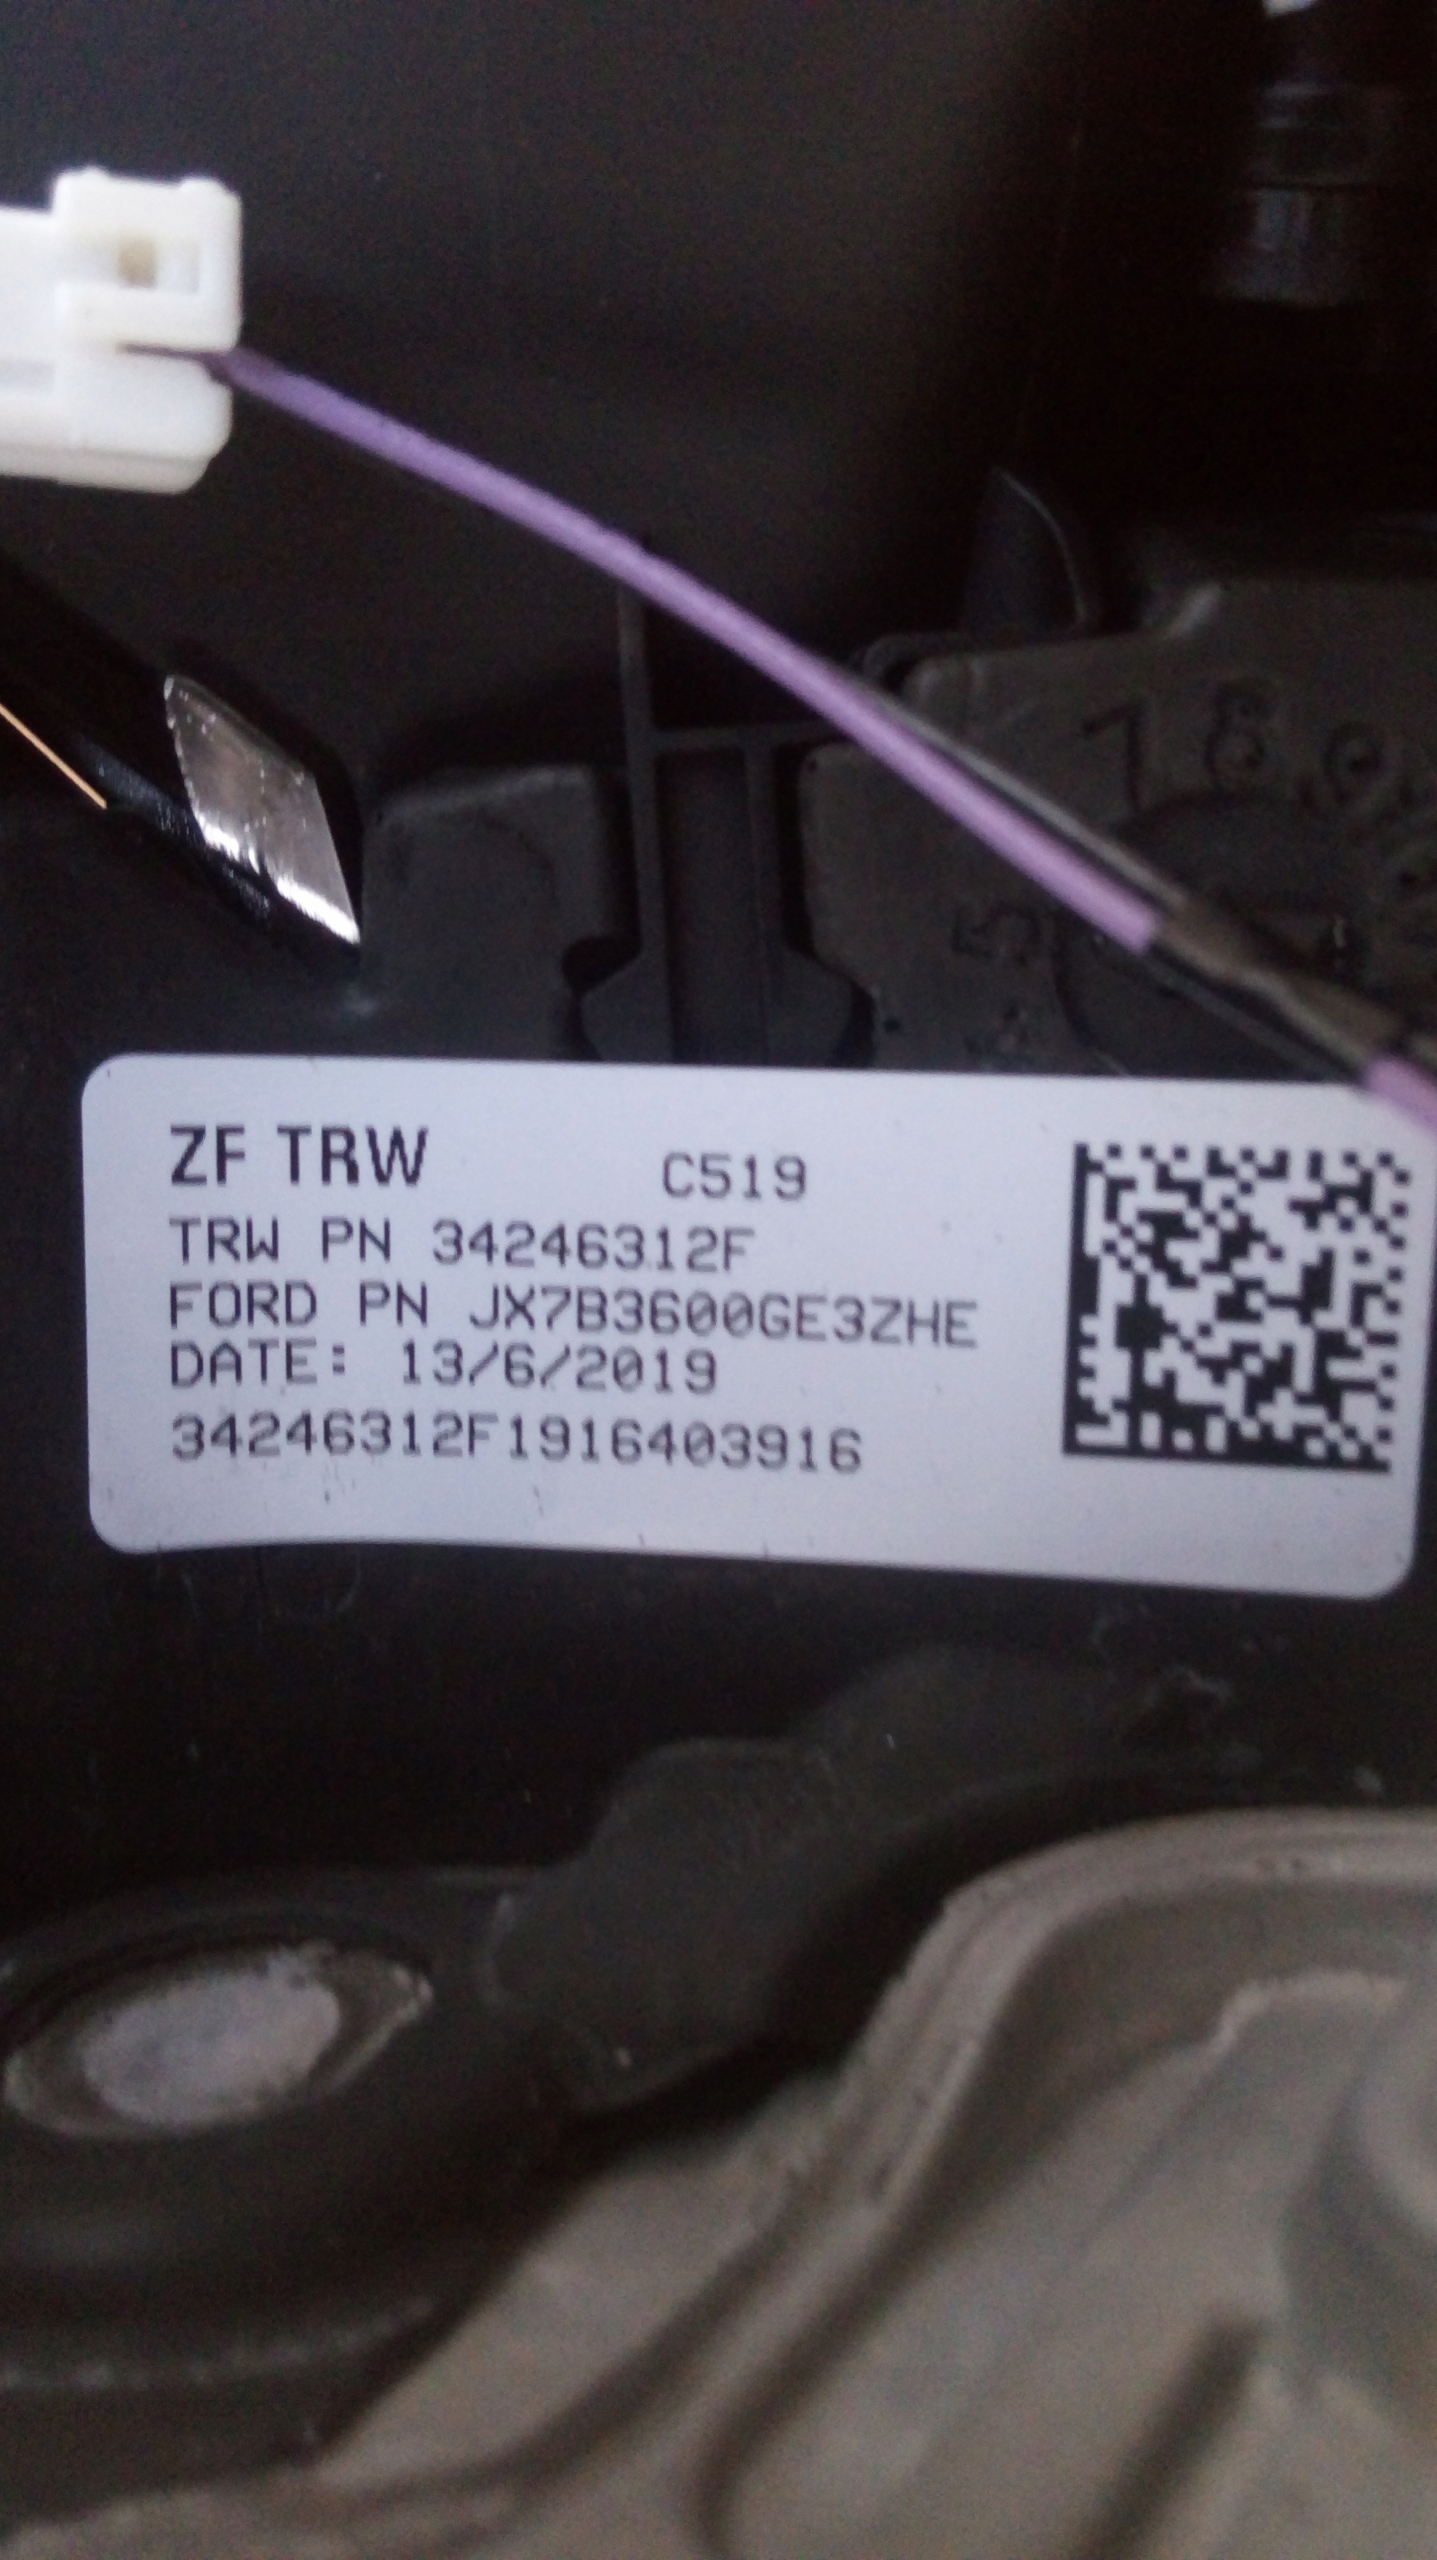 ZF TRW C519
TRW PN 34246312F
FORD PN JX7B3600GE3ZHE
DATE: 13/6/2019
34246312F1916403916